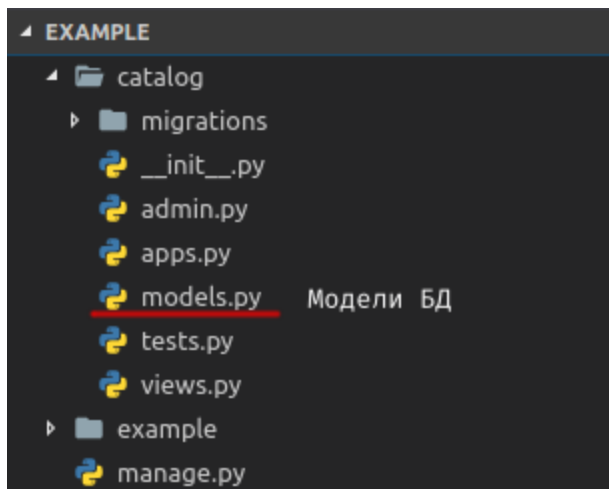 EXAMPLE
catalog
migrations
__init__.py
admin.py
apps.py
models.py Модели БД
tests.py
views.py
example
manage.py